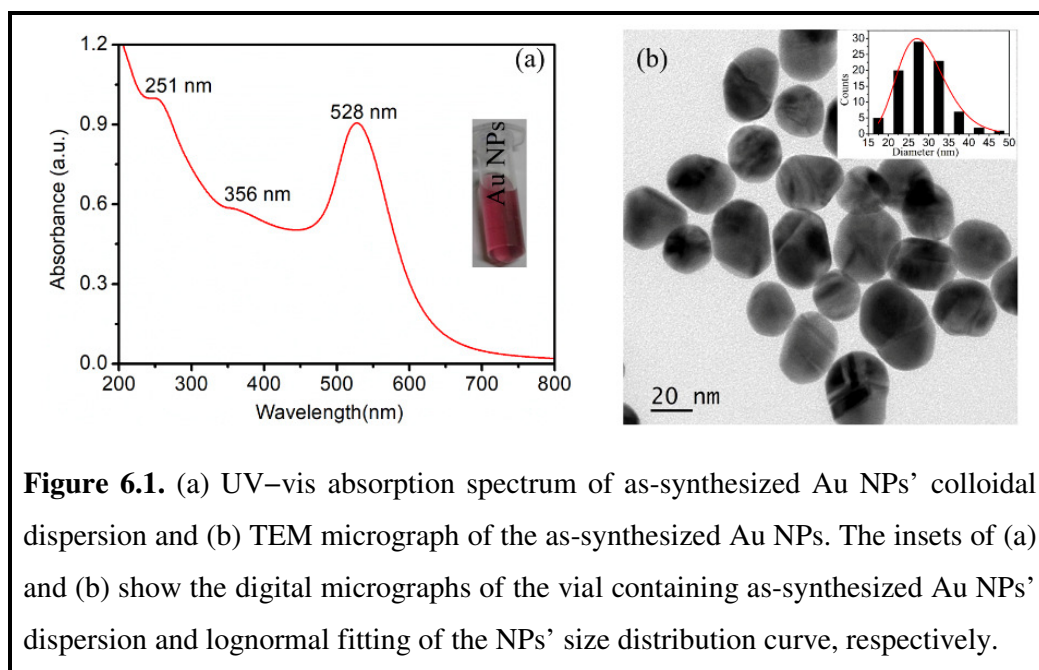 1.2
0.9
0.6
0.3
0.0
200 300 400 500 600 700 800
Absorbance (a.u.)
Wavelength(nm)
251 nm
356 nm
528 nm
(a)
Au NPs
(b)
30
25
20
15
10
5
0
15 20 25 30 35 40 45 50
Counts
Diameter (nm)
20 nm
Figure 6.1. (a) UV−vis absorption spectrum of as-synthesized Au NPs’ colloidal
dispersion and (b) TEM micrograph of the as-synthesized Au NPs. The insets of (a)
and (b) show the digital micrographs of the vial containing as-synthesized Au NPs’
dispersion and lognormal fitting of the NPs’ size distribution curve, respectively.